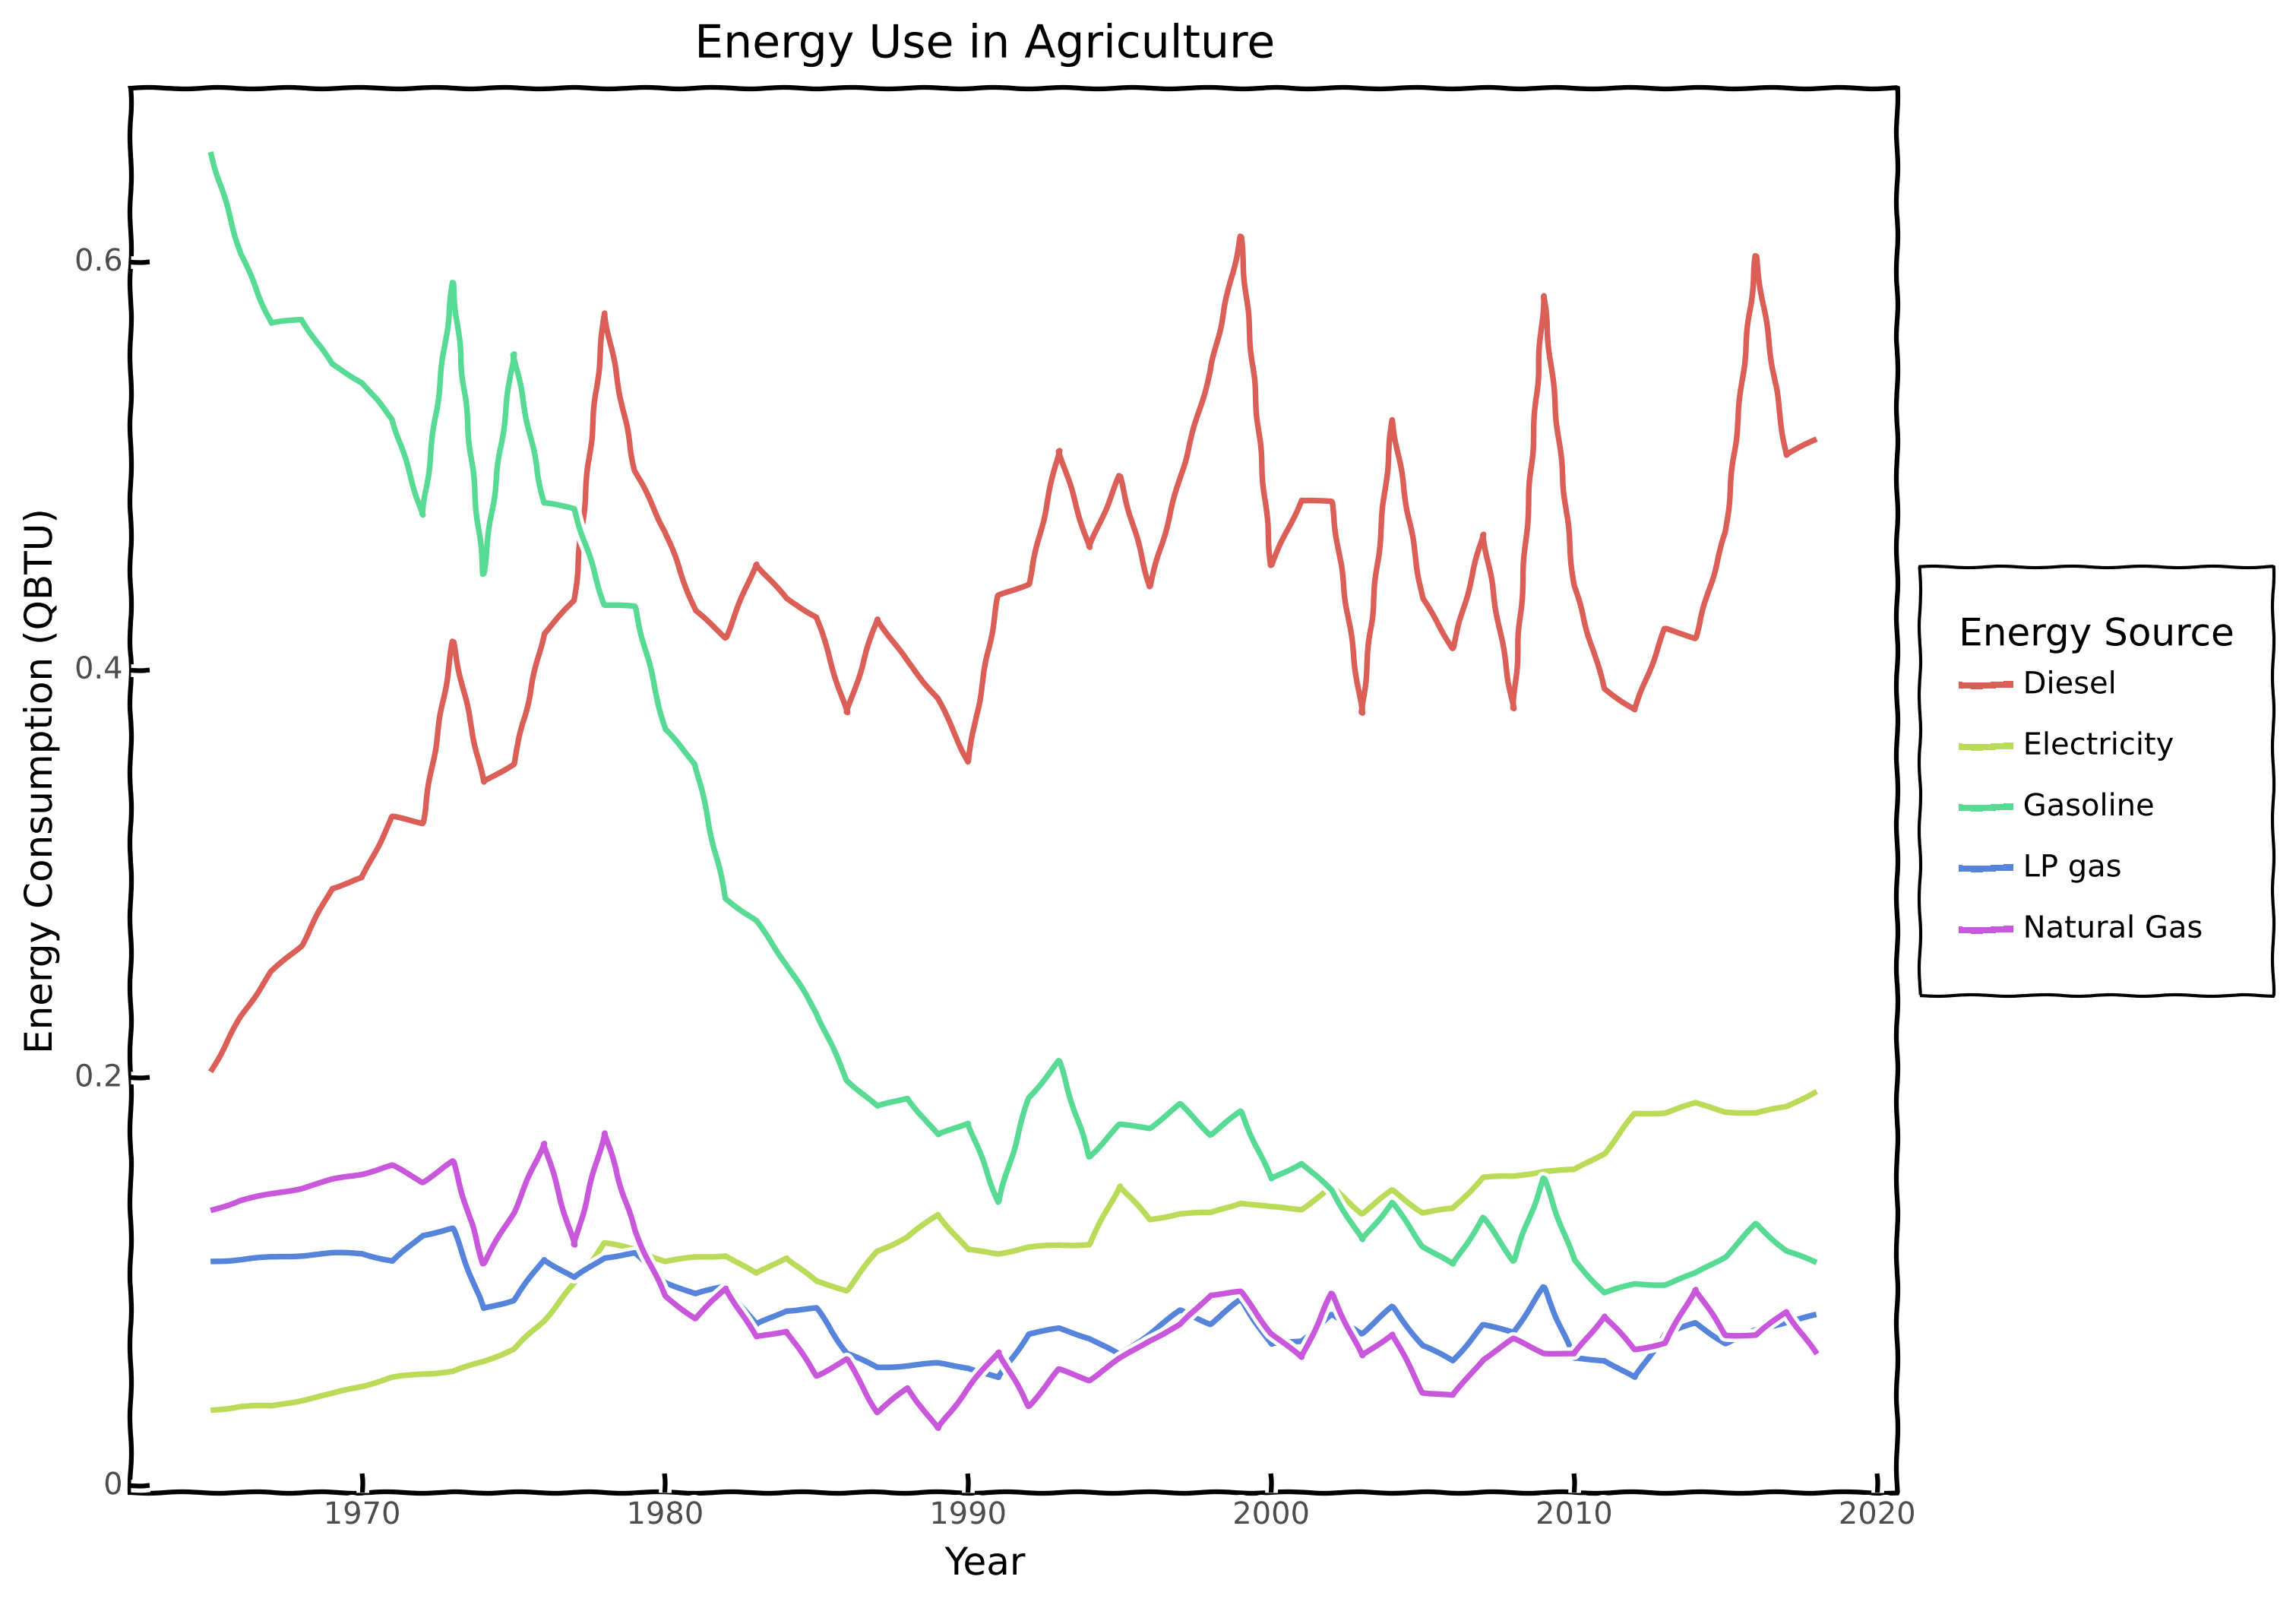 Energy Use in Agriculture
Energy Consumption (QBTU)
0.6
0.4
0.2
0
1970
1980
1990
2000
2010
2020
Year
Energy Source
Diesel
Electricity
Gasoline
LP gas
Natural Gas